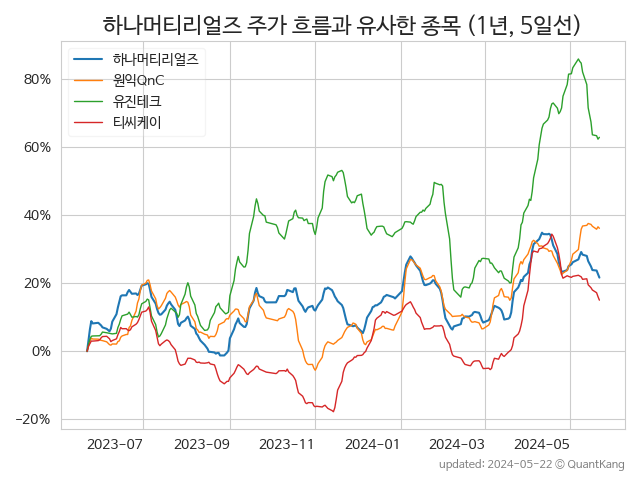 하나머티리얼즈 주가 흐름과 유사한 종목 (1년, 5일선)
하나머티리얼즈
원익QnC
유진테크
티씨케이
80%
60%
40%
20%
0%
−20%
2023−07
2023−09
2023−11
2024−01
2024−03
2024−05
updated: 2024-05-22 © QuantKang